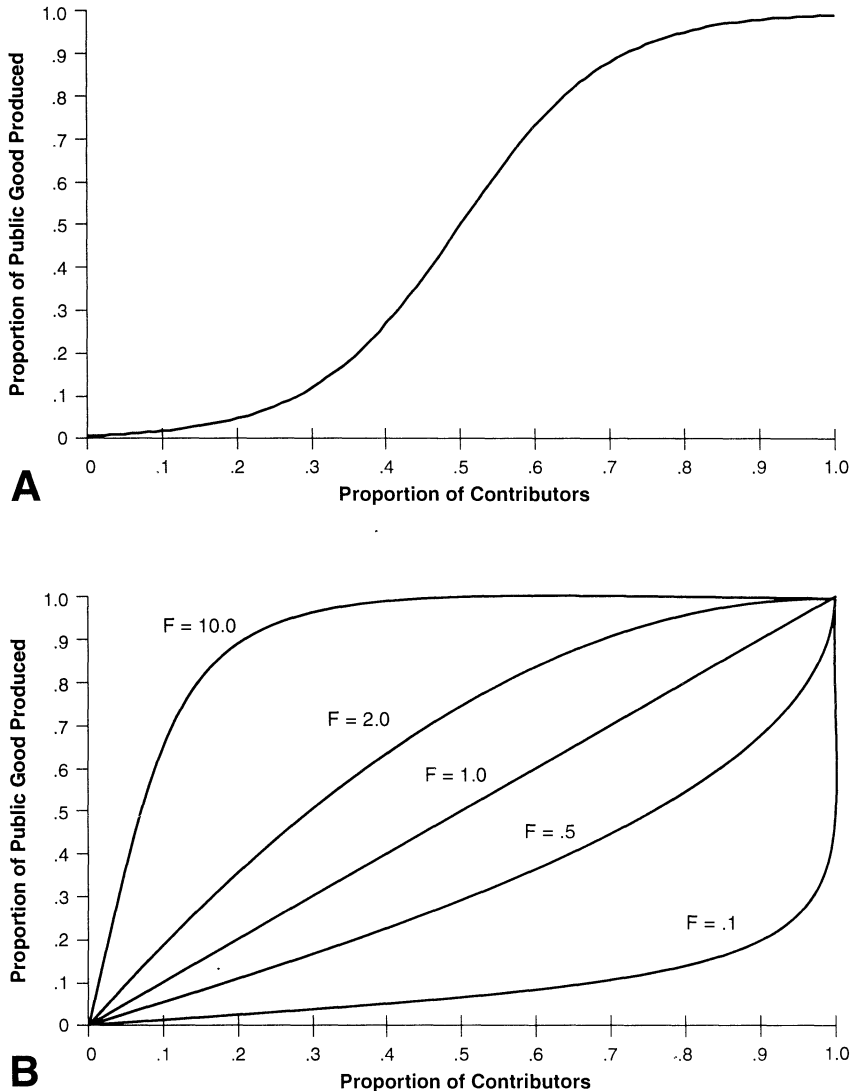 1.0
.9
.8
.7
.6
.5
.4
.3
.2
.1
0
Proportion of Public Good Produced
0 .1 .2 .3 .4 .5 .6 .7 .8 .9 1.0
Proportion of Contributors
A
1.0
.9
.8
.7
.6
.5
.4
.3
.2
.1
0
Proportion of Public Good Produced
F = 10.0
F = 2.0
F = 1.0
F = .5
F = .1
0 .1 .2 .3 .4 .5 .6 .7 .8 .9 1.0
Proportion of Contributors
B